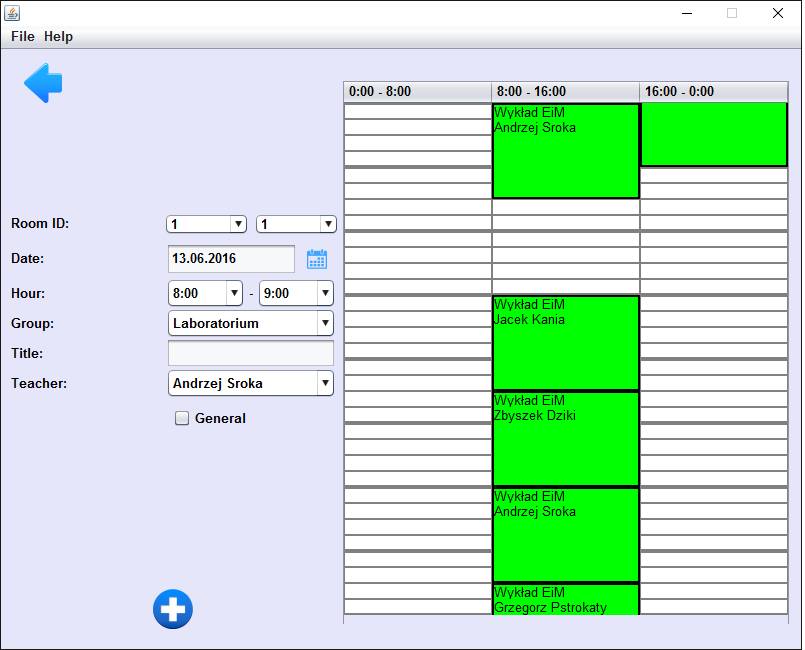 File Help
0:00 - 8:00 8:00 - 16:00 16:00 - 0:00
Wykład EiM
Andrzej Sroka
Room ID: 1 1
Date: 13.06.2016
Hour: 8:00 - 9:00
Group: Laboratorium
Title:
Teacher: Andrzej Sroka
General
Wykład EiM
Jacek Kania
Wykład EiM
Zbyszek Dziki
Wykład EiM
Andrzej Sroka
Wykład EiM
Grzegorz Pstrokaty